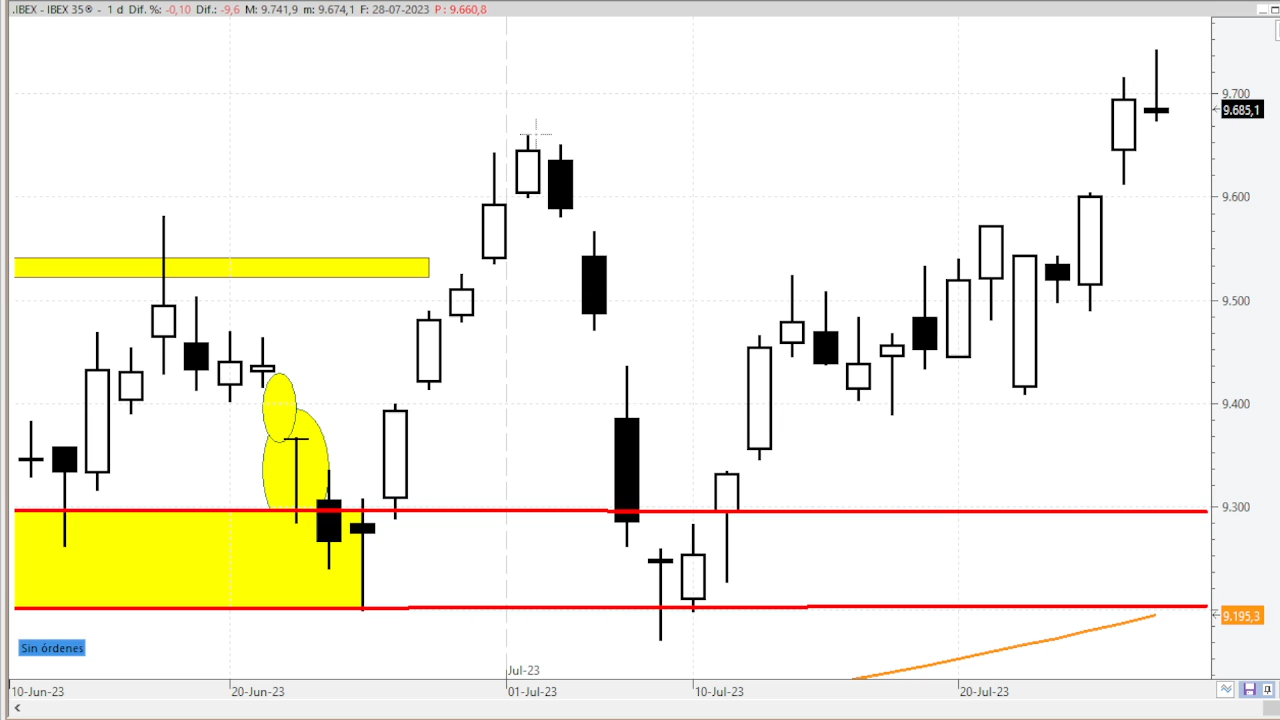 .IBEX - IBEX 35® - 1 d Dif. %: -0,10 Dif.: -9,6 M: 9.741,9 m: 9.674,1 F: 28-07-2023 P: 9.660,8
9.700
9.685,1
9.600
9.500
9.400
9.300
9.195,3
Sin órdenes
Jul-23
10-Jun-23 20-Jun-23 01-Jul-23 10-Jul-23 20-Jul-23